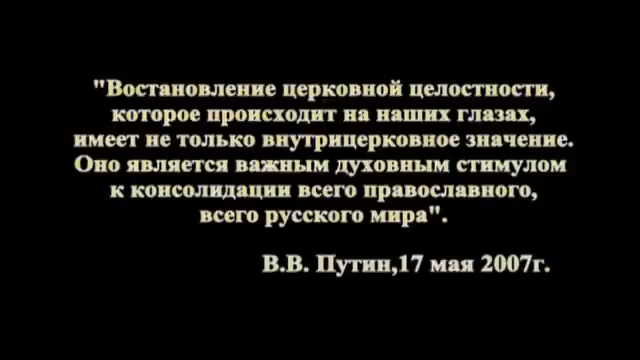 "Востановление церковной целостности,
которое происходит на наших глазах,
имеет не только внутрицерковное значение.
Оно является важным духовным стимулом
к консолидации всего православного,
всего русского мира".
В.В. Путин,17 мая 2007г.